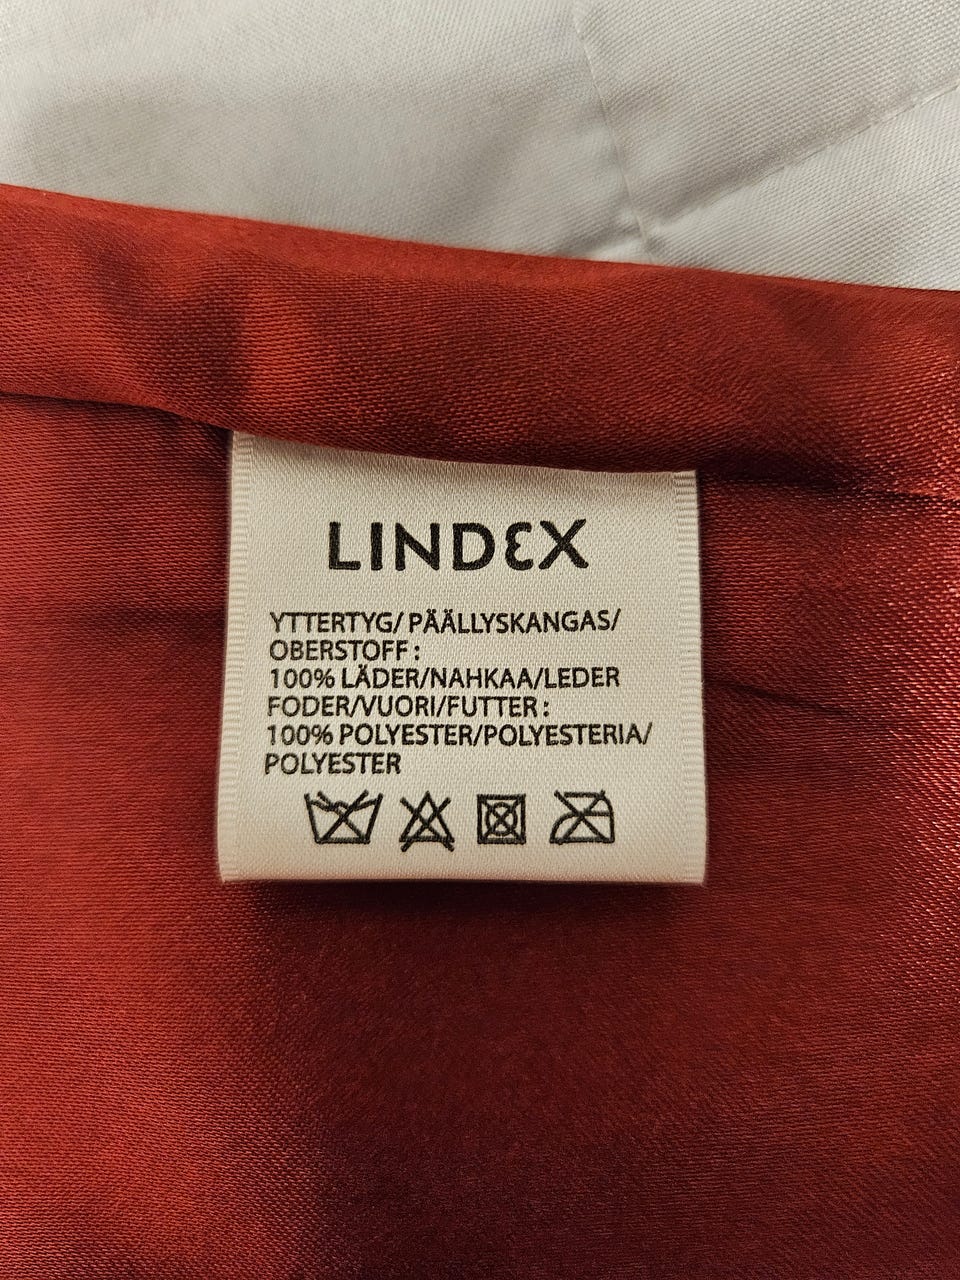 LINDEX
YTTERTYG/ PÄÄLLYSKANGAS/
OBERSTOFF :
100% LÄDER/NAHKAA/LEDER
FODER/VUORI/FUTTER :
100% POLYESTER/POLYESTERIA/
POLYESTER